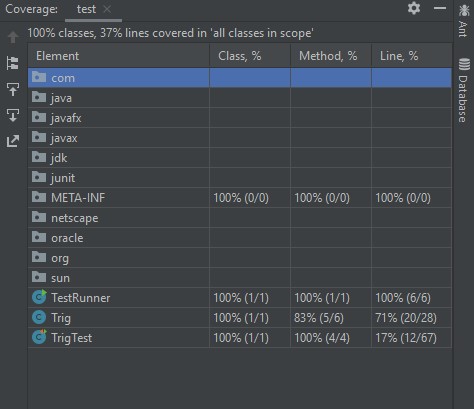 Coverage: test
100% classes, 37% lines covered in 'all classes in scope'
Element Class, % Method, % Line, %
com
java
javafx
javax
jdk
junit
META-INF 100% (0/0) 100% (0/0) 100% (0/0)
netscape
oracle
org
sun
TestRunner 100% (1/1) 100% (1/1) 100% (6/6)
Trig 100% (1/1) 83% (5/6) 71% (20/28)
TrigTest 100% (1/1) 100% (4/4) 17% (12/67)
Ant
Database